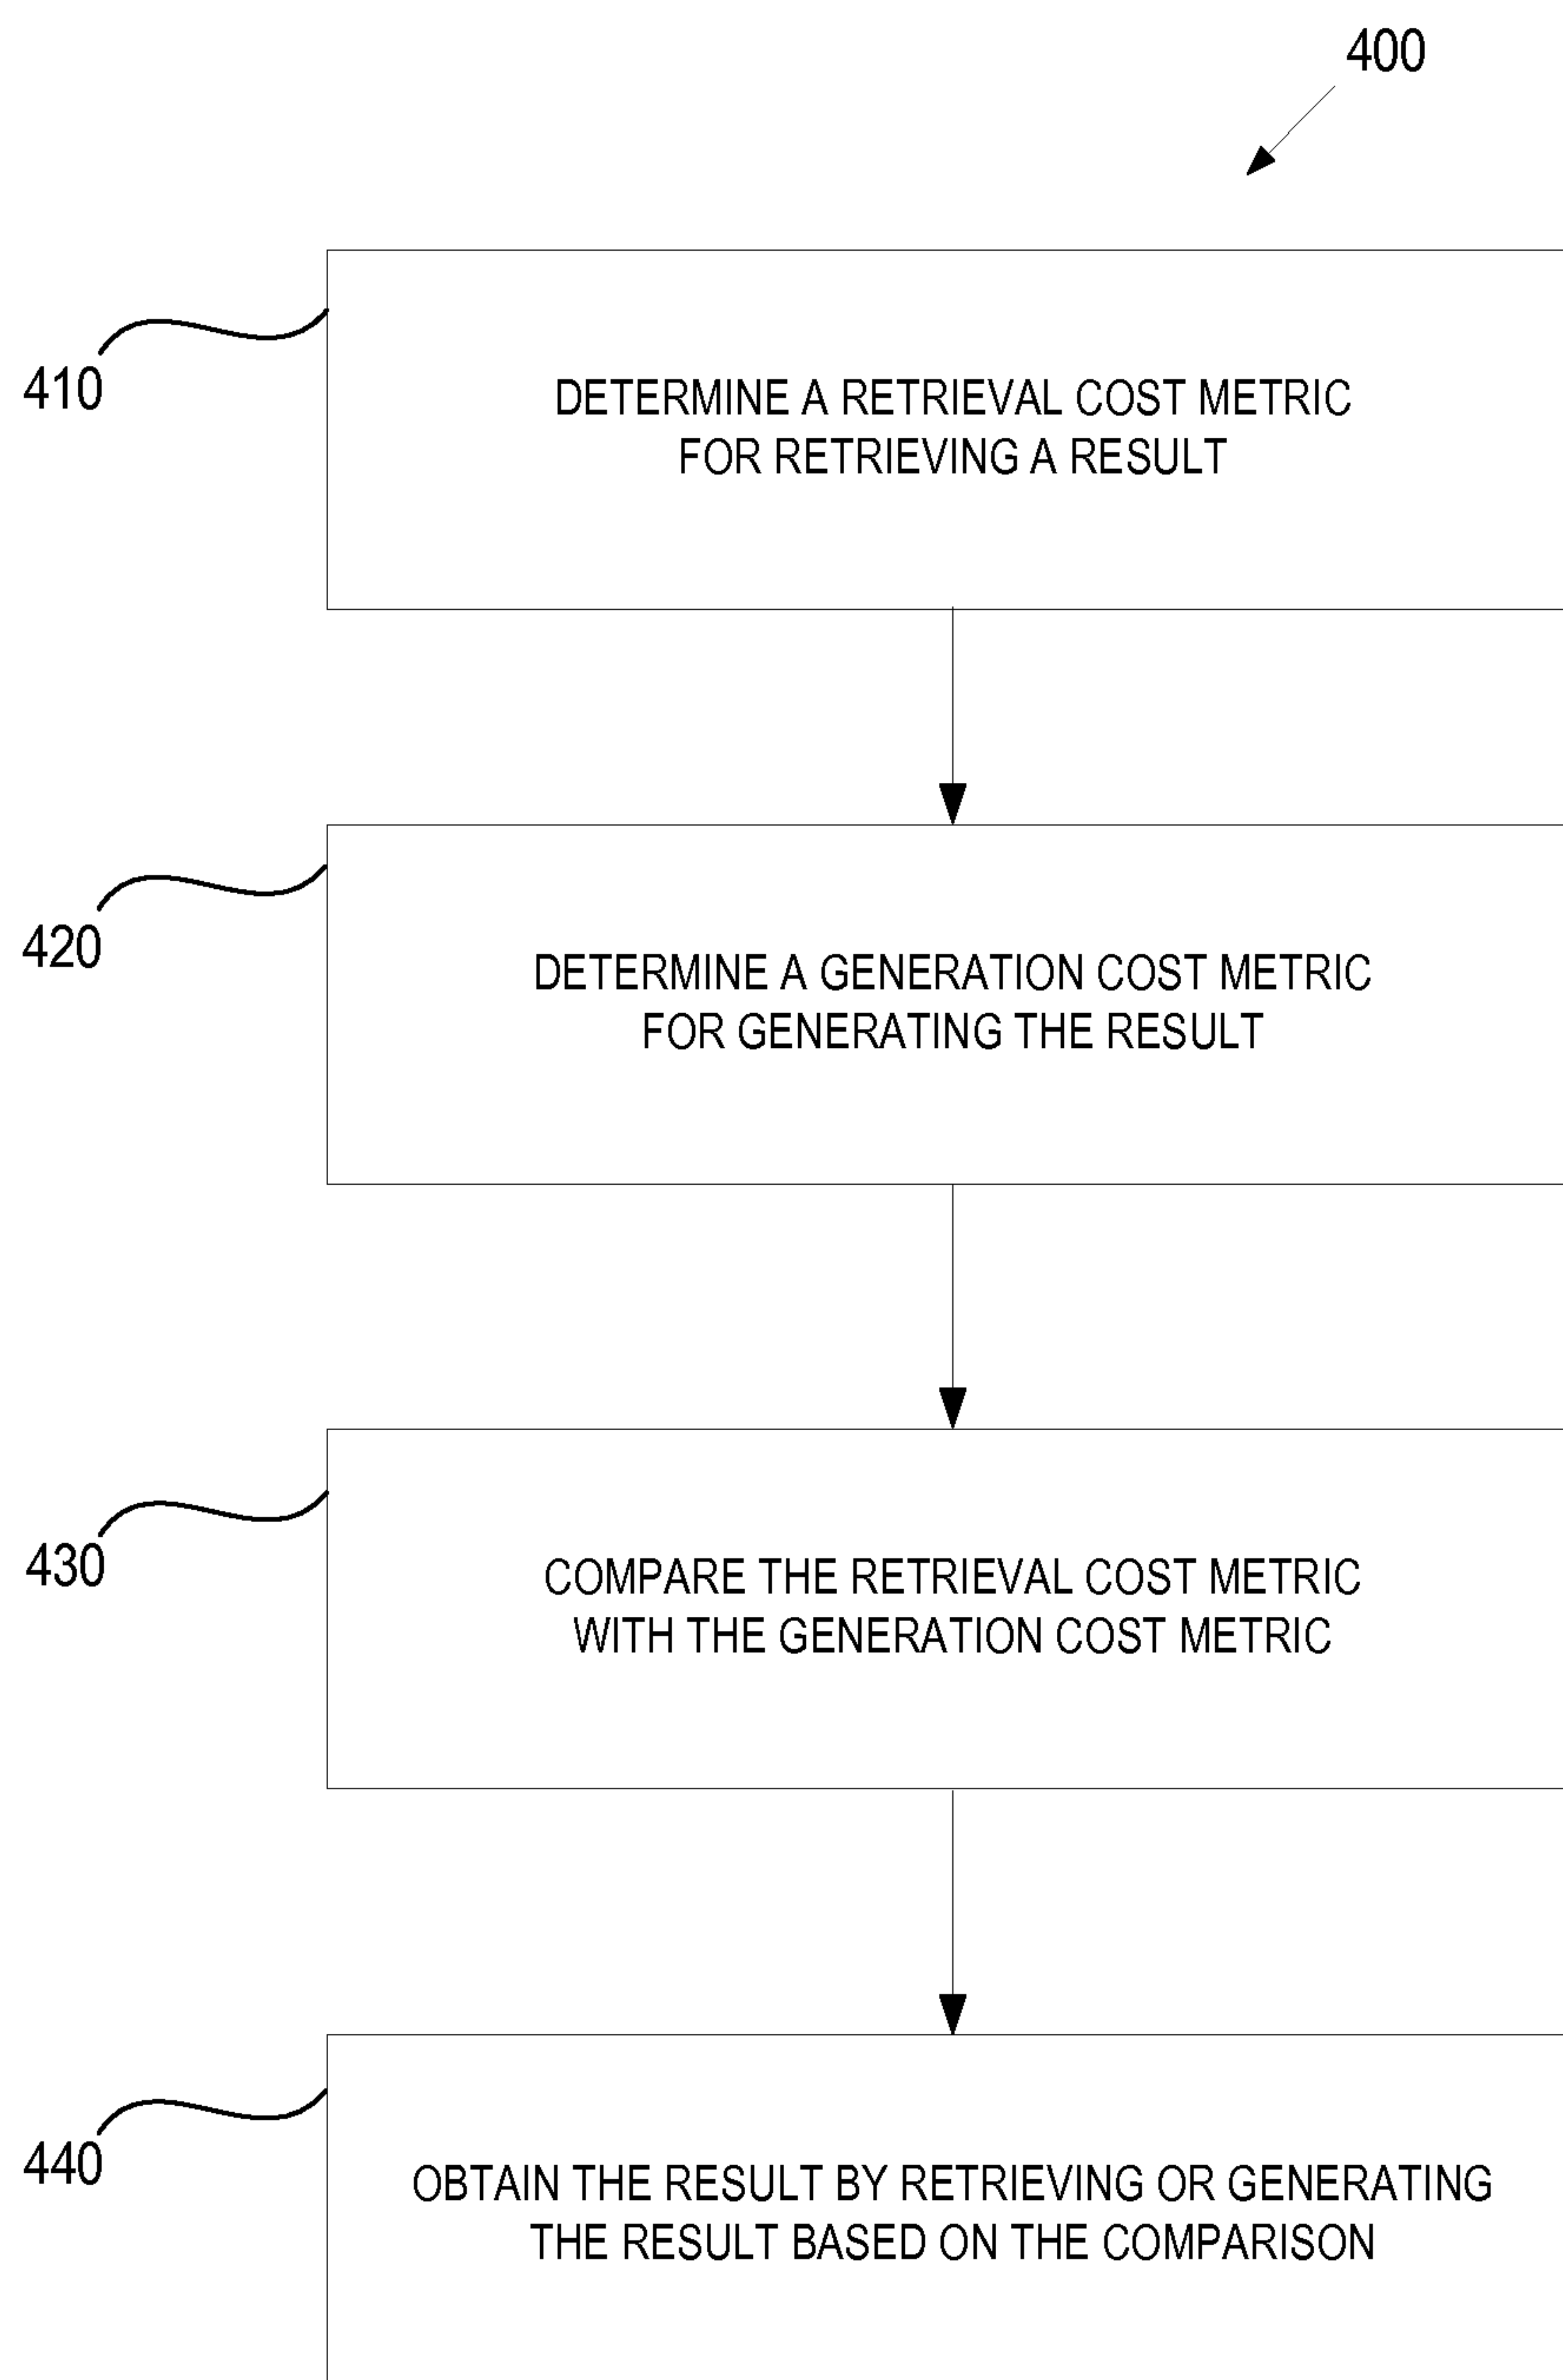 400
410
DETERMINE A RETRIEVAL COST METRIC
FOR RETRIEVING A RESULT
420
DETERMINE A GENERATION COST METRIC
FOR GENERATING THE RESULT
430
COMPARE THE RETRIEVAL COST METRIC
WITH THE GENERATION COST METRIC
440
OBTAIN THE RESULT BY RETRIEVING OR GENERATING
THE RESULT BASED ON THE COMPARISON